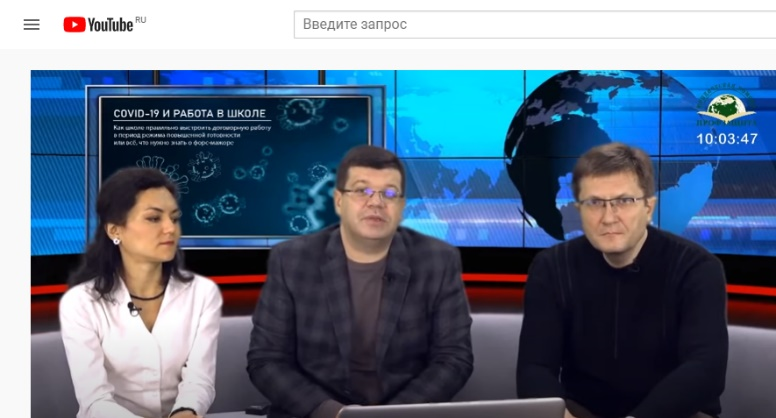 YouTube RU
Введите запрос
COVID-19 И РАБОТА В ШКОЛЕ
Как школе правильно выстроить договорную работу
в период режима повышенной готовности
или всё, что нужно знать о форс-мажоре
10:03:47